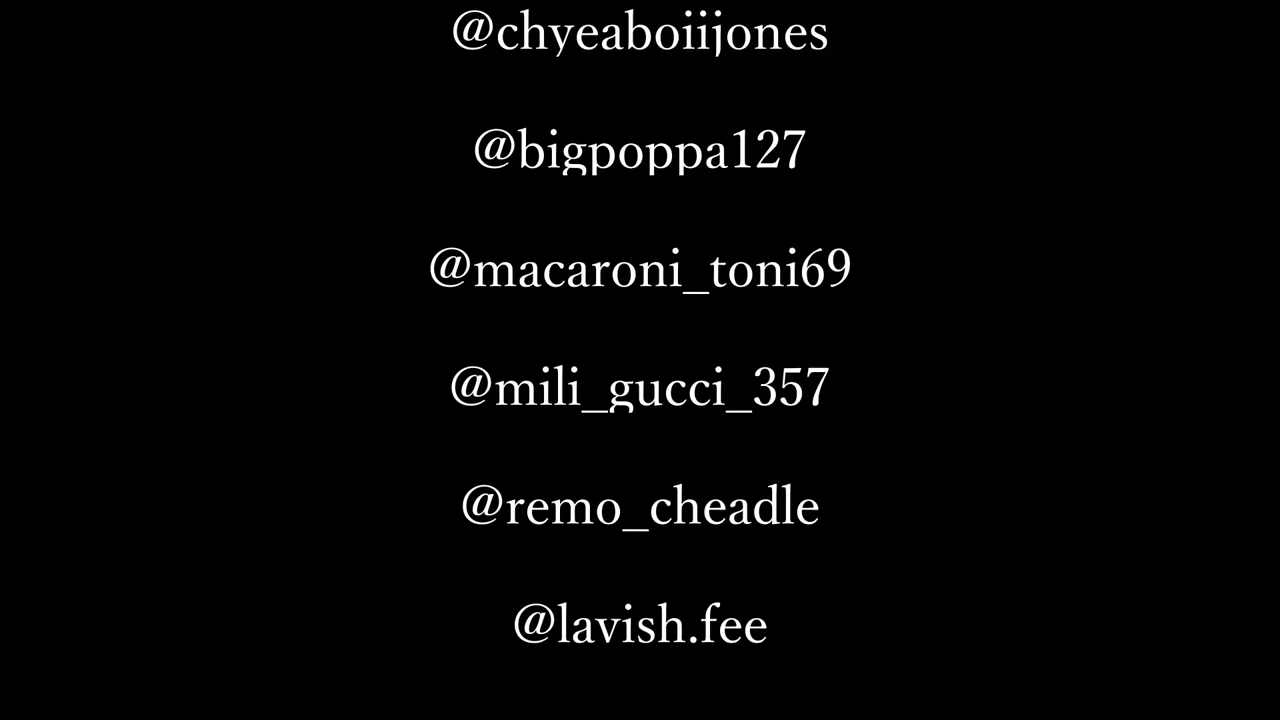 @chyeaboiijones
@bigpoppa127
@macaroni_toni69
@mili_gucci_357
@remo_cheadle
@lavish.fee